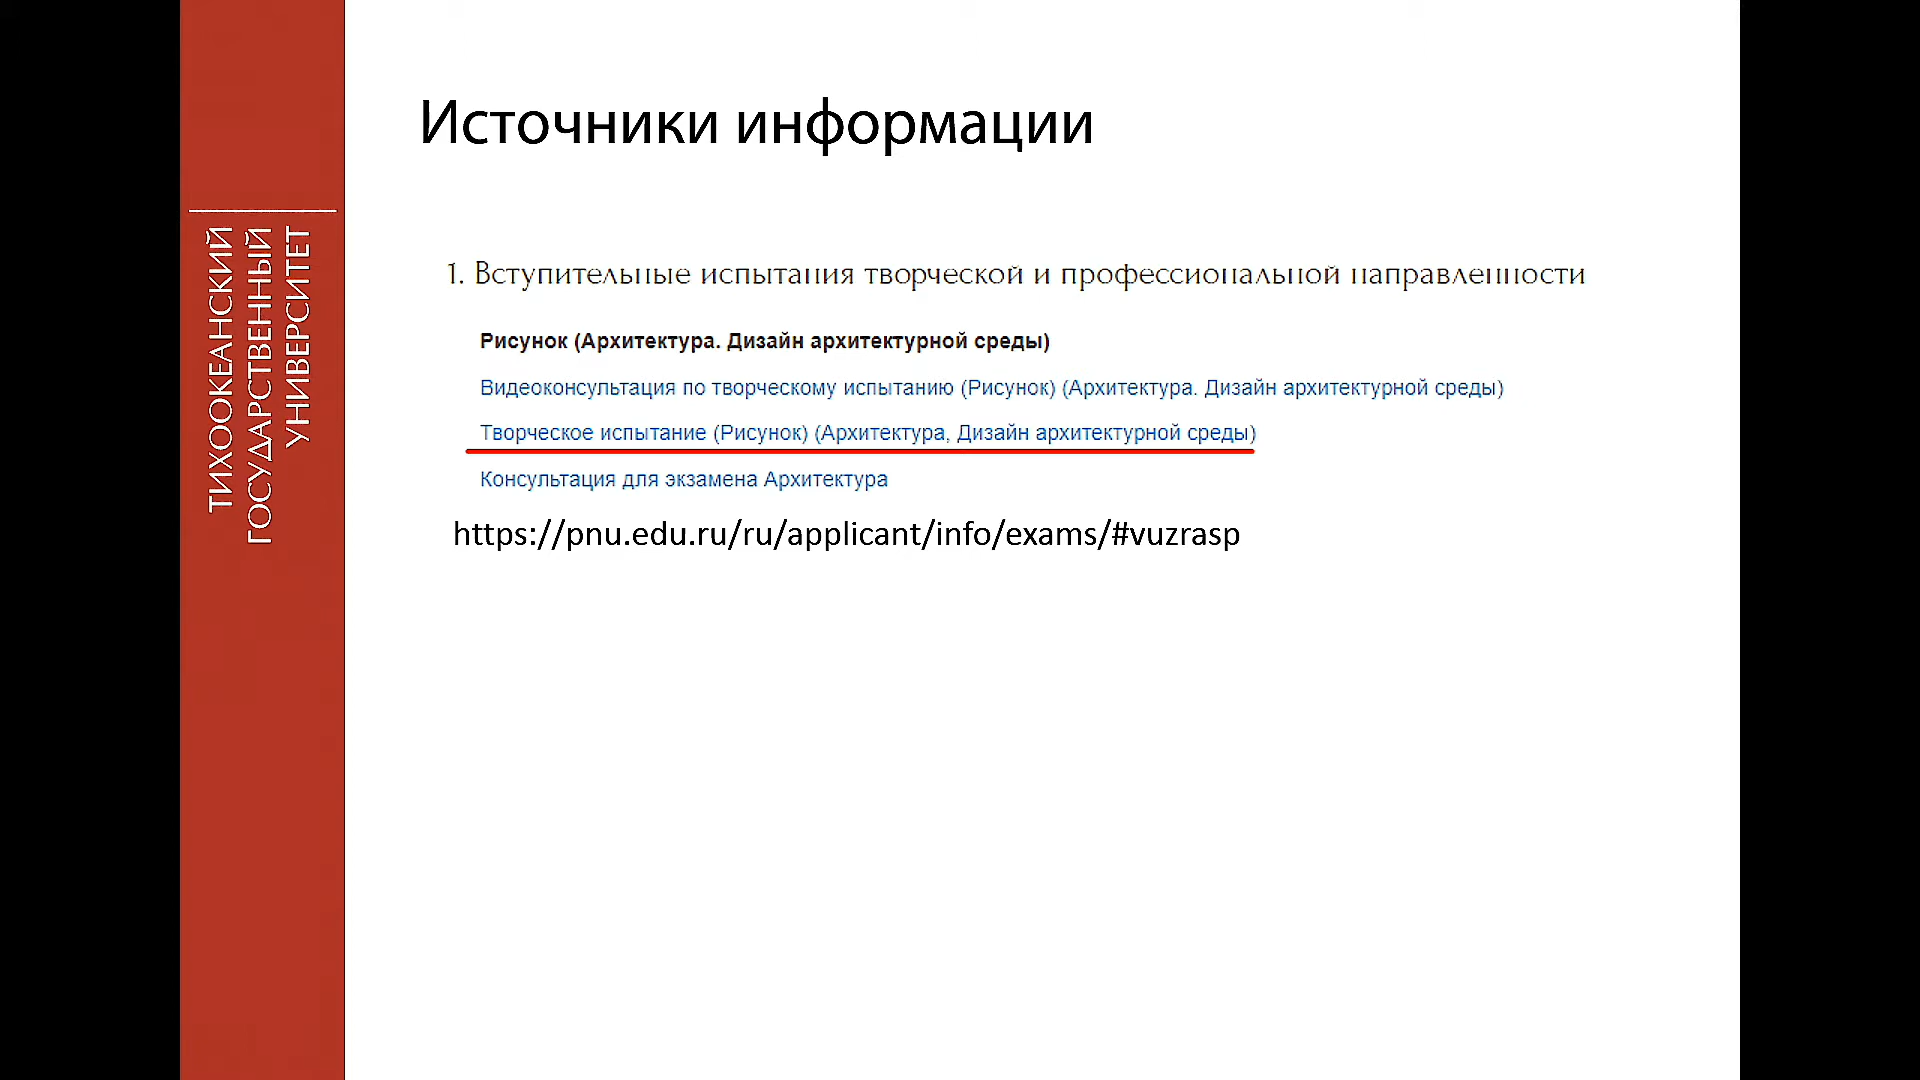 ТИХООКЕАНСКИЙ
ГОСУДАРСТВЕННЫЙ
УНИВЕРСИТЕТ
Источники информации
1. Вступительные испытания творческой и профессиональной направленности
Рисунок (Архитектура. Дизайн архитектурной среды)
Видеоконсультация по творческому испытанию (Рисунок) (Архитектура. Дизайн архитектурной среды)
Творческое испытание (Рисунок) (Архитектура, Дизайн архитектурной среды)
Консультация для экзамена Архитектура
https://pnu.edu.ru/ru/applicant/info/exams/#vuzrasp